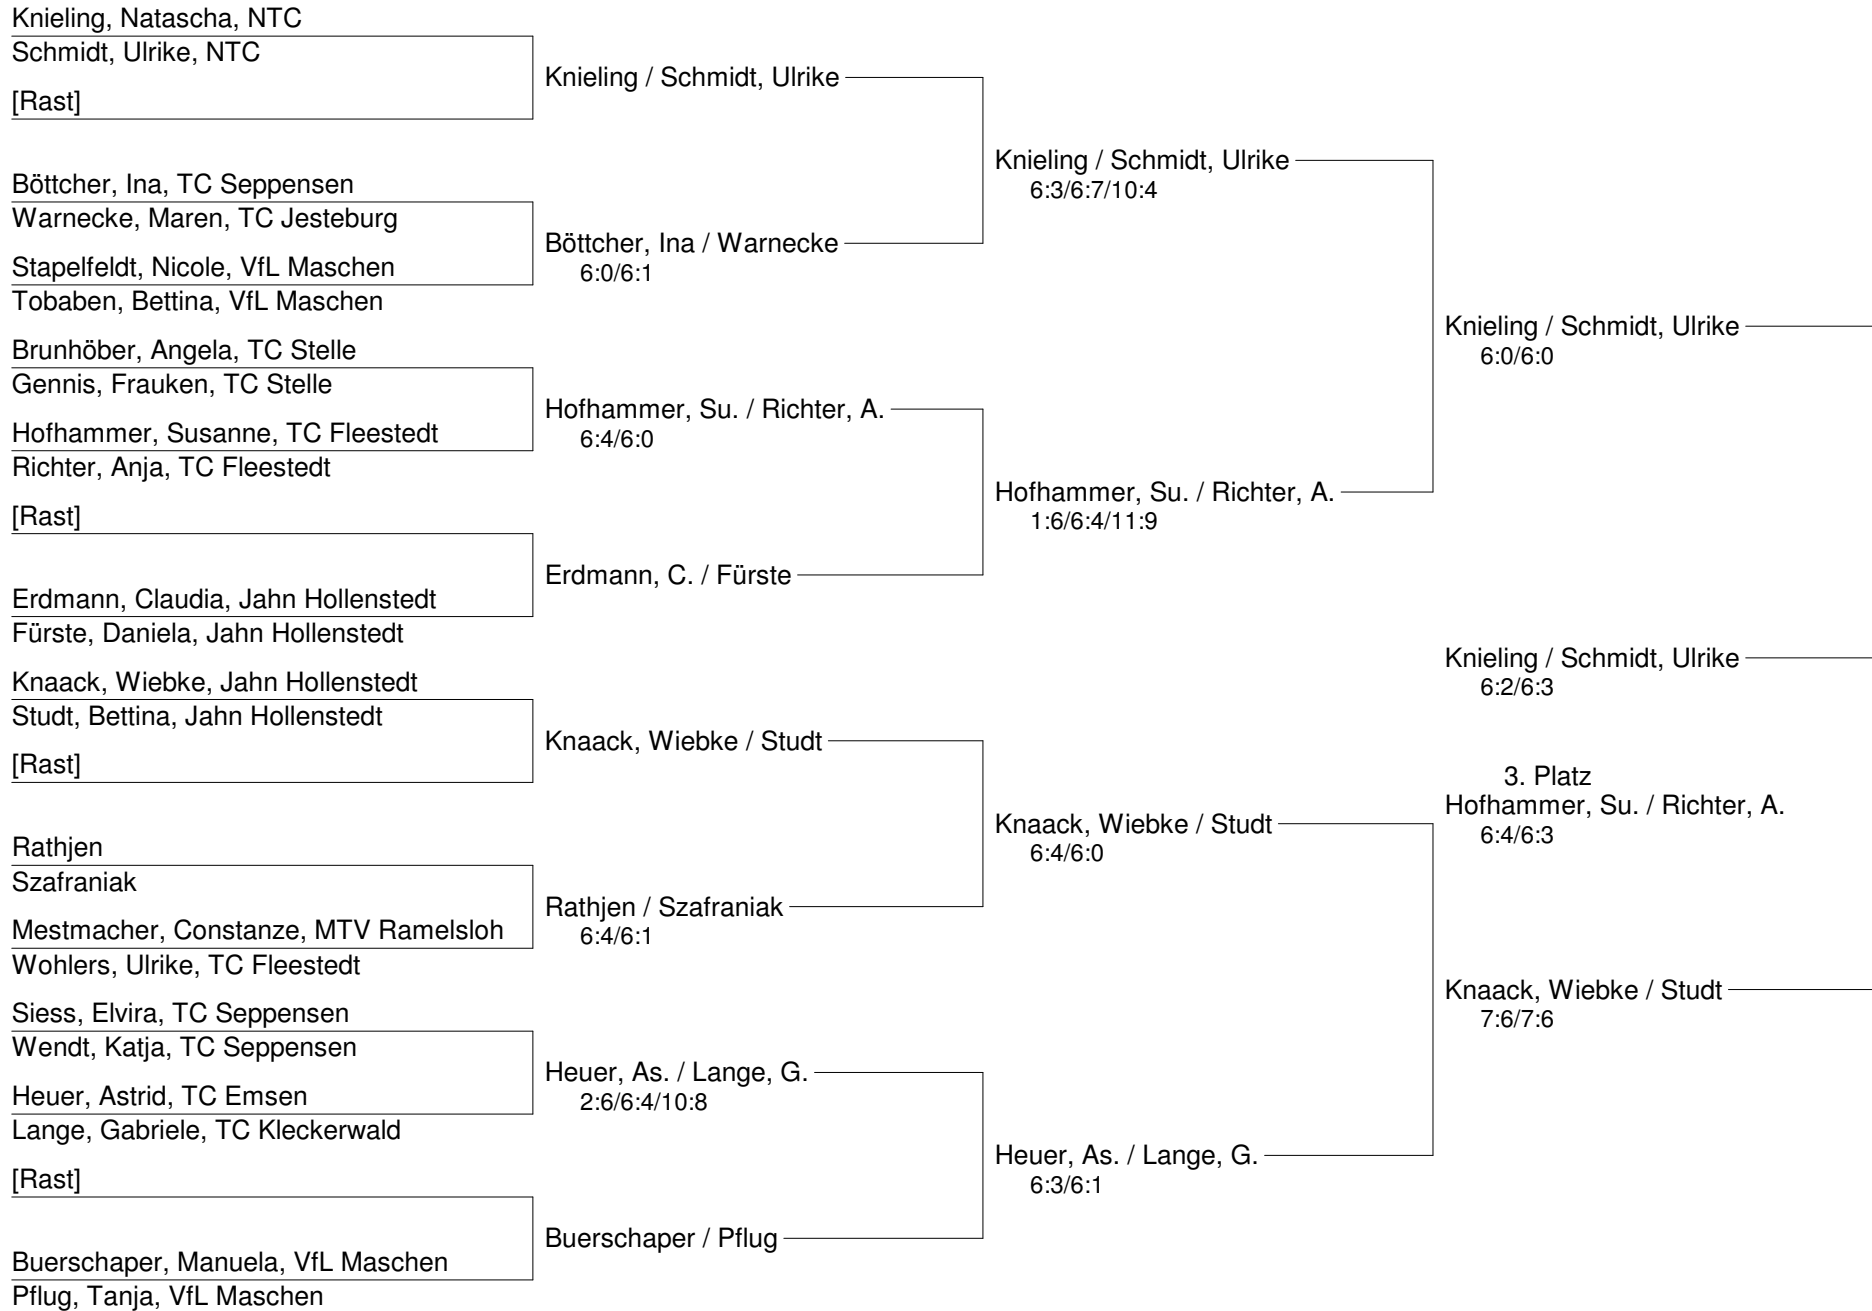 Knieling, Natascha, NTC
Schmidt, Ulrike, NTC
[Rast]
Böttcher, Ina, TC Seppensen
Warnecke, Maren, TC Jesteburg
Stapelfeldt, Nicole, VfL Maschen
Tobaben, Bettina, VfL Maschen
Brunhöber, Angela, TC Stelle
Gennis, Frauken, TC Stelle
Hofhammer, Susanne, TC Fleestedt
Richter, Anja, TC Fleestedt
[Rast]
Erdmann, Claudia, Jahn Hollenstedt
Fürste, Daniela, Jahn Hollenstedt
Knaack, Wiebke, Jahn Hollenstedt
Studt, Bettina, Jahn Hollenstedt
[Rast]
Rathjen
Szafraniak
Mestmacher, Constanze, MTV Ramelsloh
Wohlers, Ulrike, TC Fleestedt
Siess, Elvira, TC Seppensen
Wendt, Katja, TC Seppensen
Heuer, Astrid, TC Emsen
Lange, Gabriele, TC Kleckerwald
[Rast]
Buerschaper, Manuela, VfL Maschen
Pflug, Tanja, VfL Maschen
Knieling / Schmidt, Ulrike
Böttcher, Ina / Warnecke
6:0/6:1
Hofhammer, Su. / Richter, A.
6:4/6:0
Erdmann, C. / Fürste
Knaack, Wiebke / Studt
Rathjen / Szafraniak
6:4/6:1
Heuer, As. / Lange, G.
2:6/6:4/10:8
Buerschaper / Pflug
Knieling / Schmidt, Ulrike
6:3/6:7/10:4
Hofhammer, Su. / Richter, A.
1:6/6:4/11:9
Knaack, Wiebke / Studt
6:4/6:0
Heuer, As. / Lange, G.
6:3/6:1
Knieling / Schmidt, Ulrike
6:0/6:0
Knieling / Schmidt, Ulrike
6:2/6:3
3. Platz
Hofhammer, Su. / Richter, A.
6:4/6:3
Knaack, Wiebke / Studt
7:6/7:6